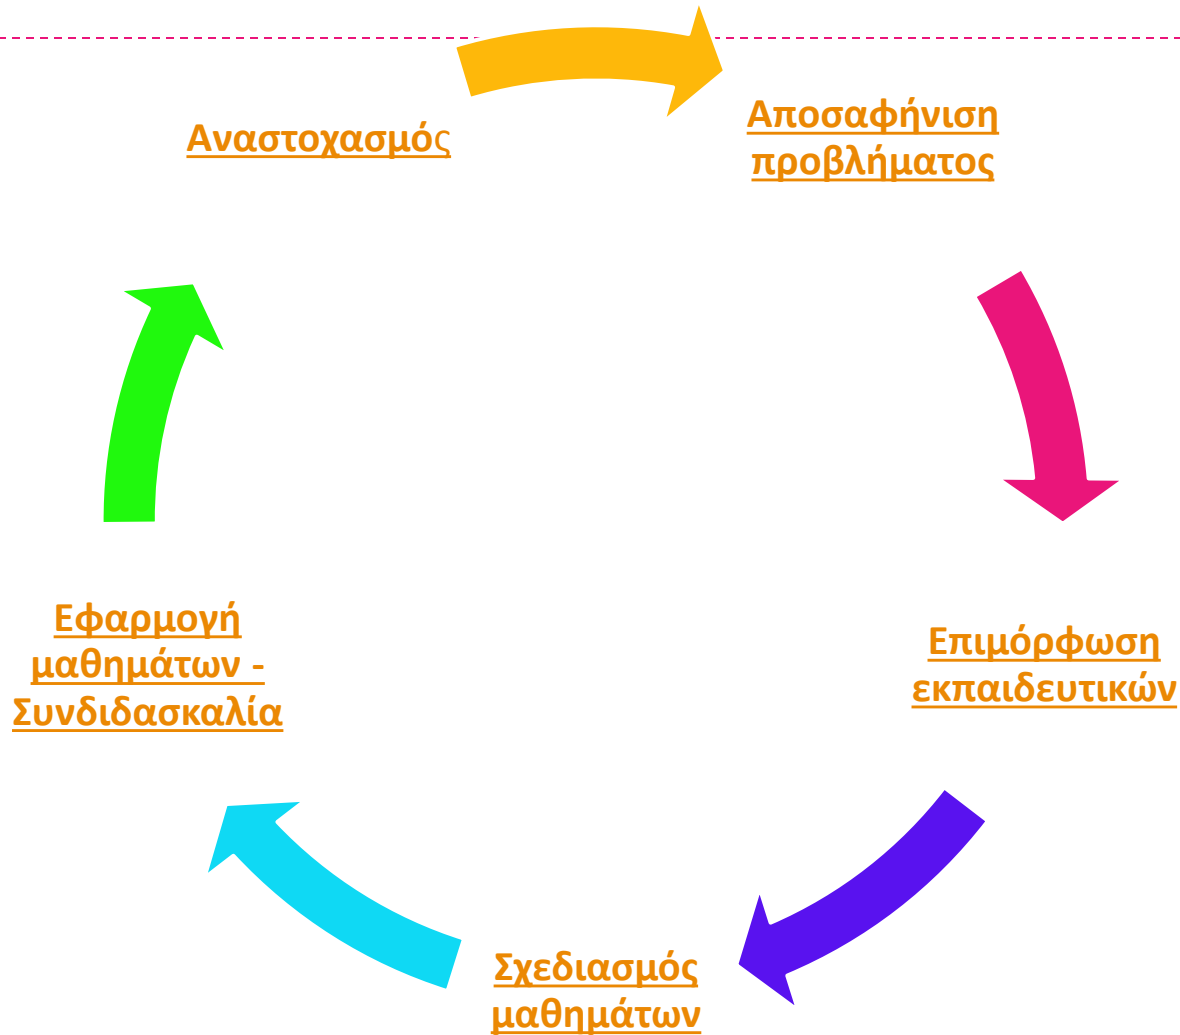 Αναστοχασμός
Αποσαφήνιση
προβλήματος
Επιμόρφωση
εκπαιδευτικών
Σχεδιασμός
μαθημάτων
Εφαρμογή
μαθημάτων -
Συνδιδασκαλία